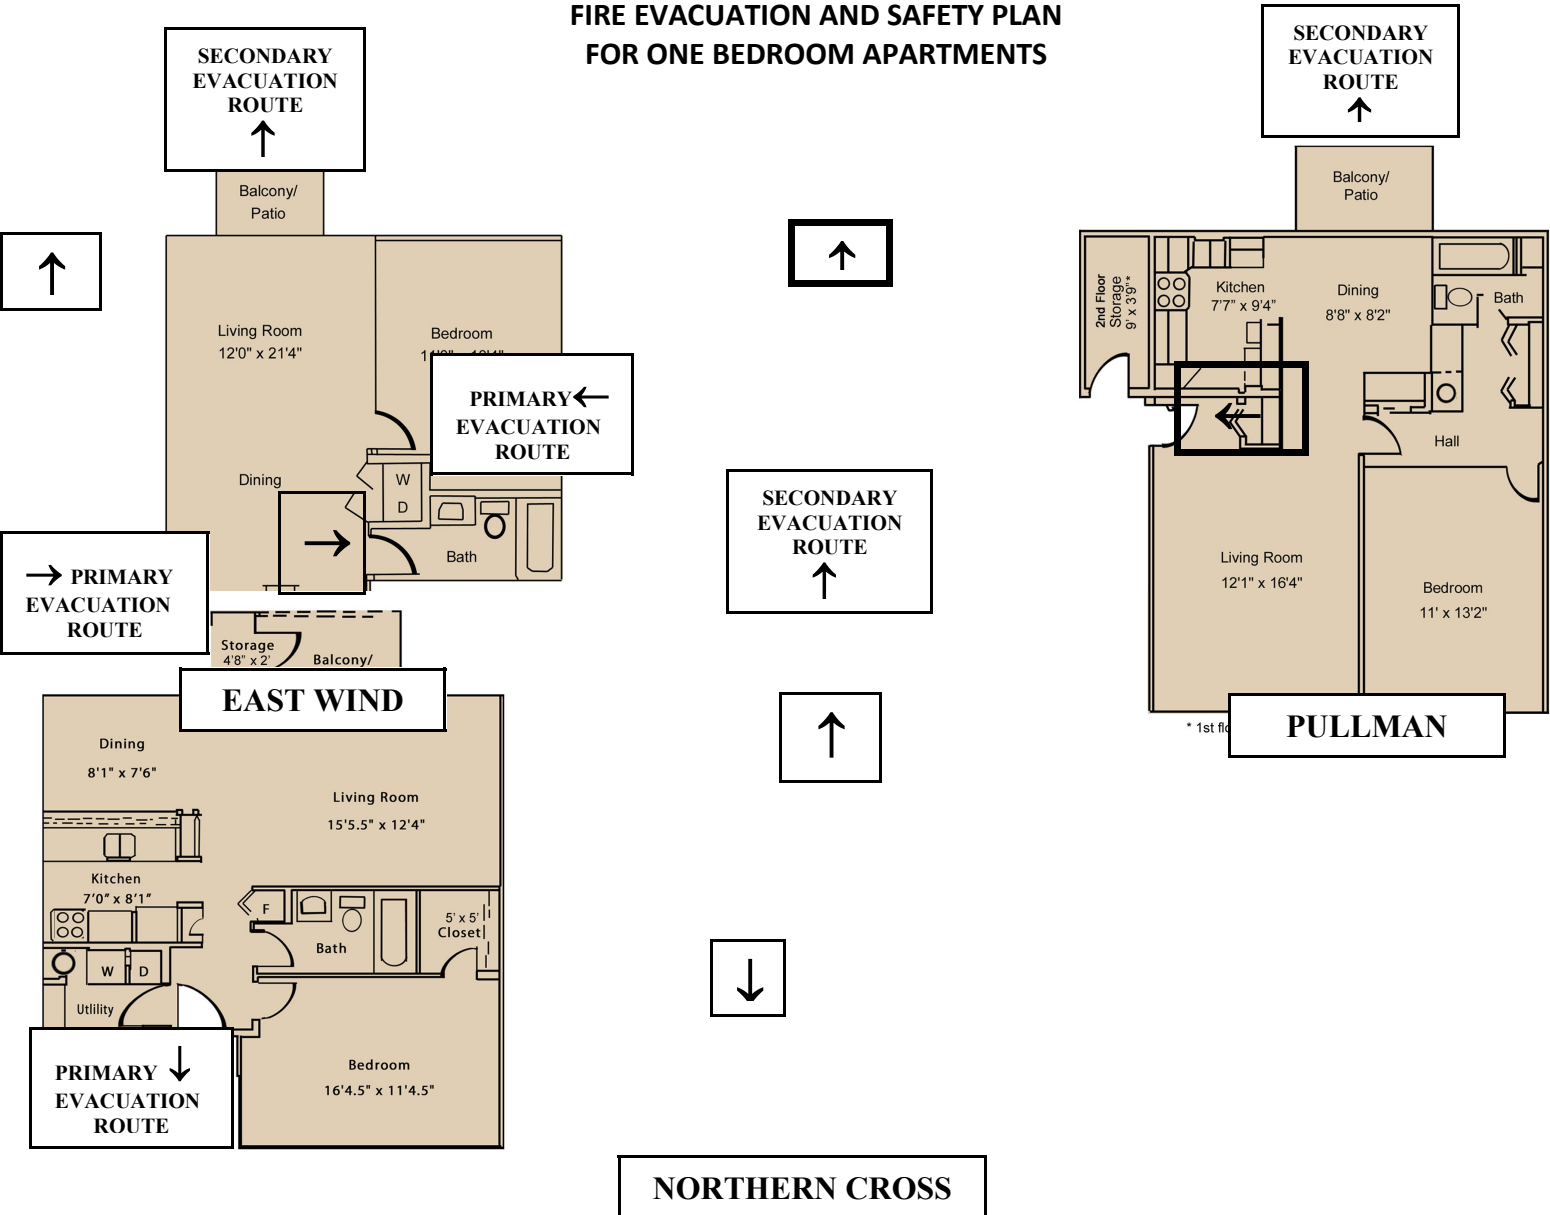 FIRE EVACUATION AND SAFETY PLAN
FOR ONE BEDROOM APARTMENTS
SECONDARY
EVACUATION
ROUTE
↑
Balcony/
Patio
↑
Living Room
12'0" x 21'4"
Bedroom
PRIMARY←
EVACUATION
ROUTE
Dining
W
D
→
Bath
→ PRIMARY
EVACUATION
ROUTE
Storage
4'8" x 2'
Balcony/
EAST WIND
Dining
8'1" x 7'6"
Living Room
15'5.5" x 12'4"
Kitchen
7'0" x 8'1"
F
Bath
5' x 5'
Closet
W
D
Utlility
PRIMARY ↓
EVACUATION
ROUTE
Bedroom
16'4.5" x 11'4.5"
↑
SECONDARY
EVACUATION
ROUTE
↑
↑
↓
NORTHERN CROSS
SECONDARY
EVACUATION
ROUTE
↑
Balcony/
Patio
2nd Floor
Storage
9' x 3'9"*
Kitchen
7'7" x 9'4"
Dining
8'8" x 8'2"
Bath
←
Hall
Living Room
12'1" x 16'4"
Bedroom
11' x 13'2"
* 1st
PULLMAN